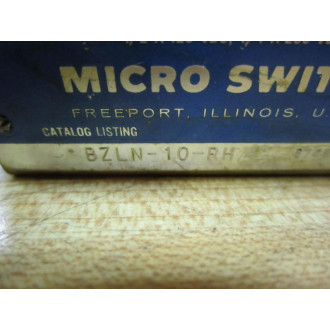 MICRO SWIT
FREEPORT, ILLINOIS, U.
CATALOG LISTING
BZLN-10-RH